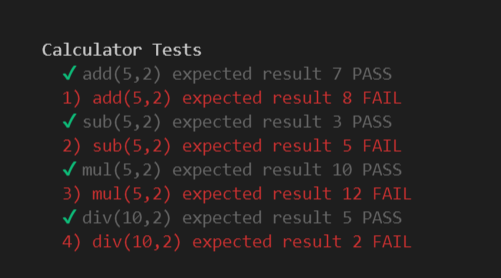 Calculator Tests
✓ add(5,2) expected result 7 PASS
1) add(5,2) expected result 8 FAIL
✓ sub(5,2) expected result 3 PASS
2) sub(5,2) expected result 5 FAIL
✓ mul(5,2) expected result 10 PASS
3) mul(5,2) expected result 12 FAIL
✓ div(10,2) expected result 5 PASS
4) div(10,2) expected result 2 FAIL